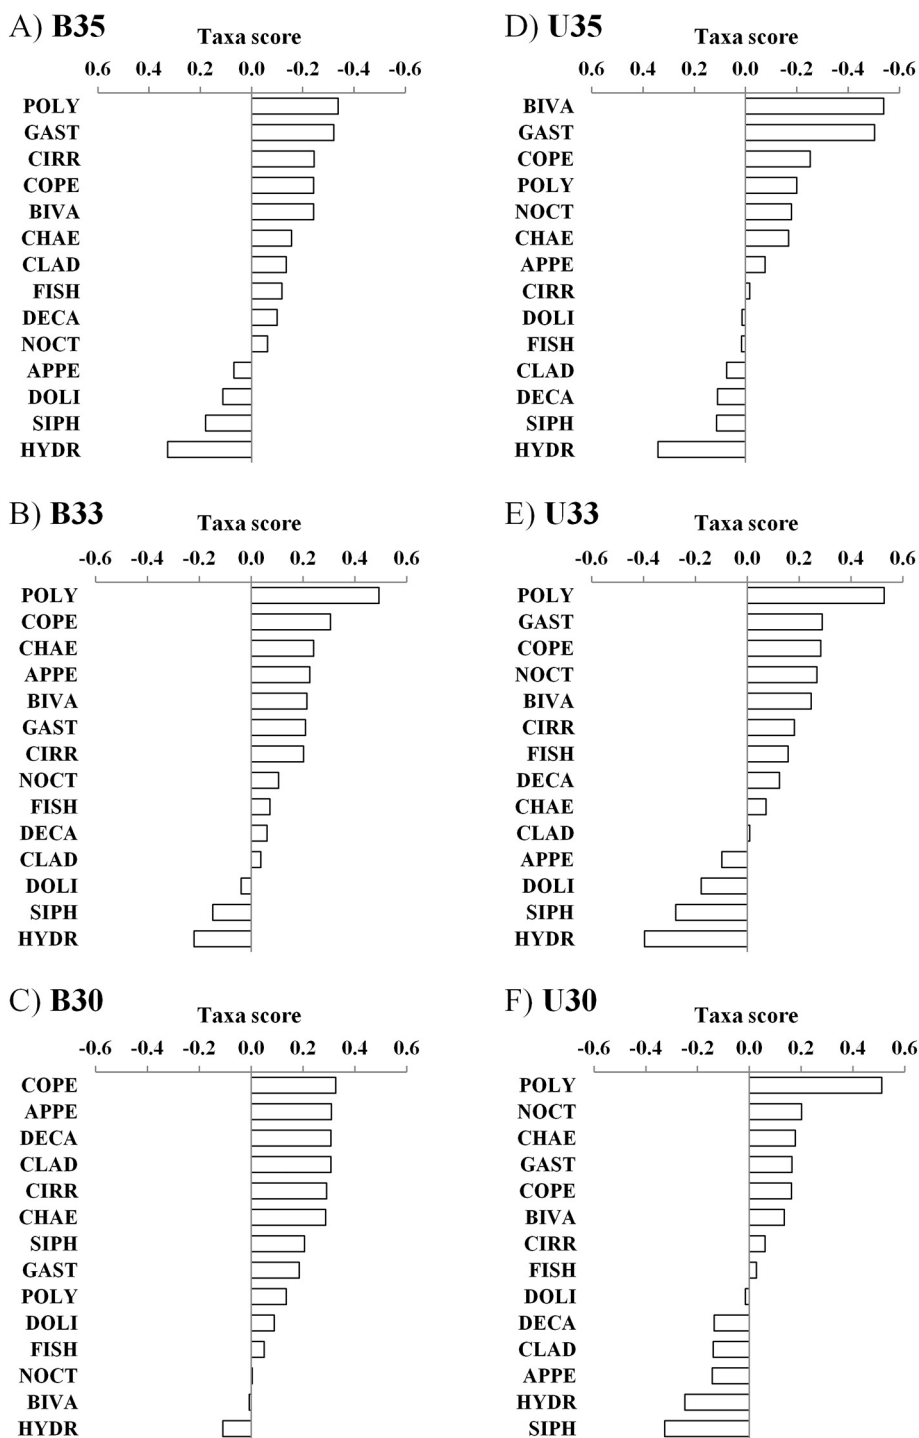 A) B35
Taxa score
0.6 0.4 0.2 0.0 -0.2 -0.4 -0.6
POLY
GAST
CIRR
COPE
BIVA
CHAE
CLAD
FISH
DECA
NOCT
APPE
DOLI
SIPH
HYDR
B) B33
Taxa score
-0.6 -0.4 -0.2 0.0 0.2 0.4 0.6
POLY
COPE
CHAE
APPE
BIVA
GAST
CIRR
NOCT
FISH
DECA
CLAD
DOLI
SIPH
HYDR
C) B30
Taxa score
-0.6 -0.4 -0.2 0.0 0.2 0.4 0.6
COPE
APPE
DECA
CLAD
CIRR
CHAE
SIPH
GAST
POLY
DOLI
FISH
NOCT
BIVA
HYDR
D) U35
Taxa score
0.6 0.4 0.2 0.0 -0.2 -0.4 -0.6
BIVA
GAST
COPE
POLY
NOCT
CHAE
APPE
CIRR
DOLI
FISH
CLAD
DECA
SIPH
HYDR
E) U33
Taxa score
-0.6 -0.4 -0.2 0.0 0.2 0.4 0.6
POLY
GAST
COPE
NOCT
BIVA
CIRR
FISH
DECA
CHAE
CLAD
APPE
DOLI
SIPH
HYDR
F) U30
Taxa score
-0.6 -0.4 -0.2 0.0 0.2 0.4 0.6
POLY
NOCT
CHAE
GAST
COPE
BIVA
CIRR
FISH
DOLI
DECA
CLAD
APPE
HYDR
SIPH